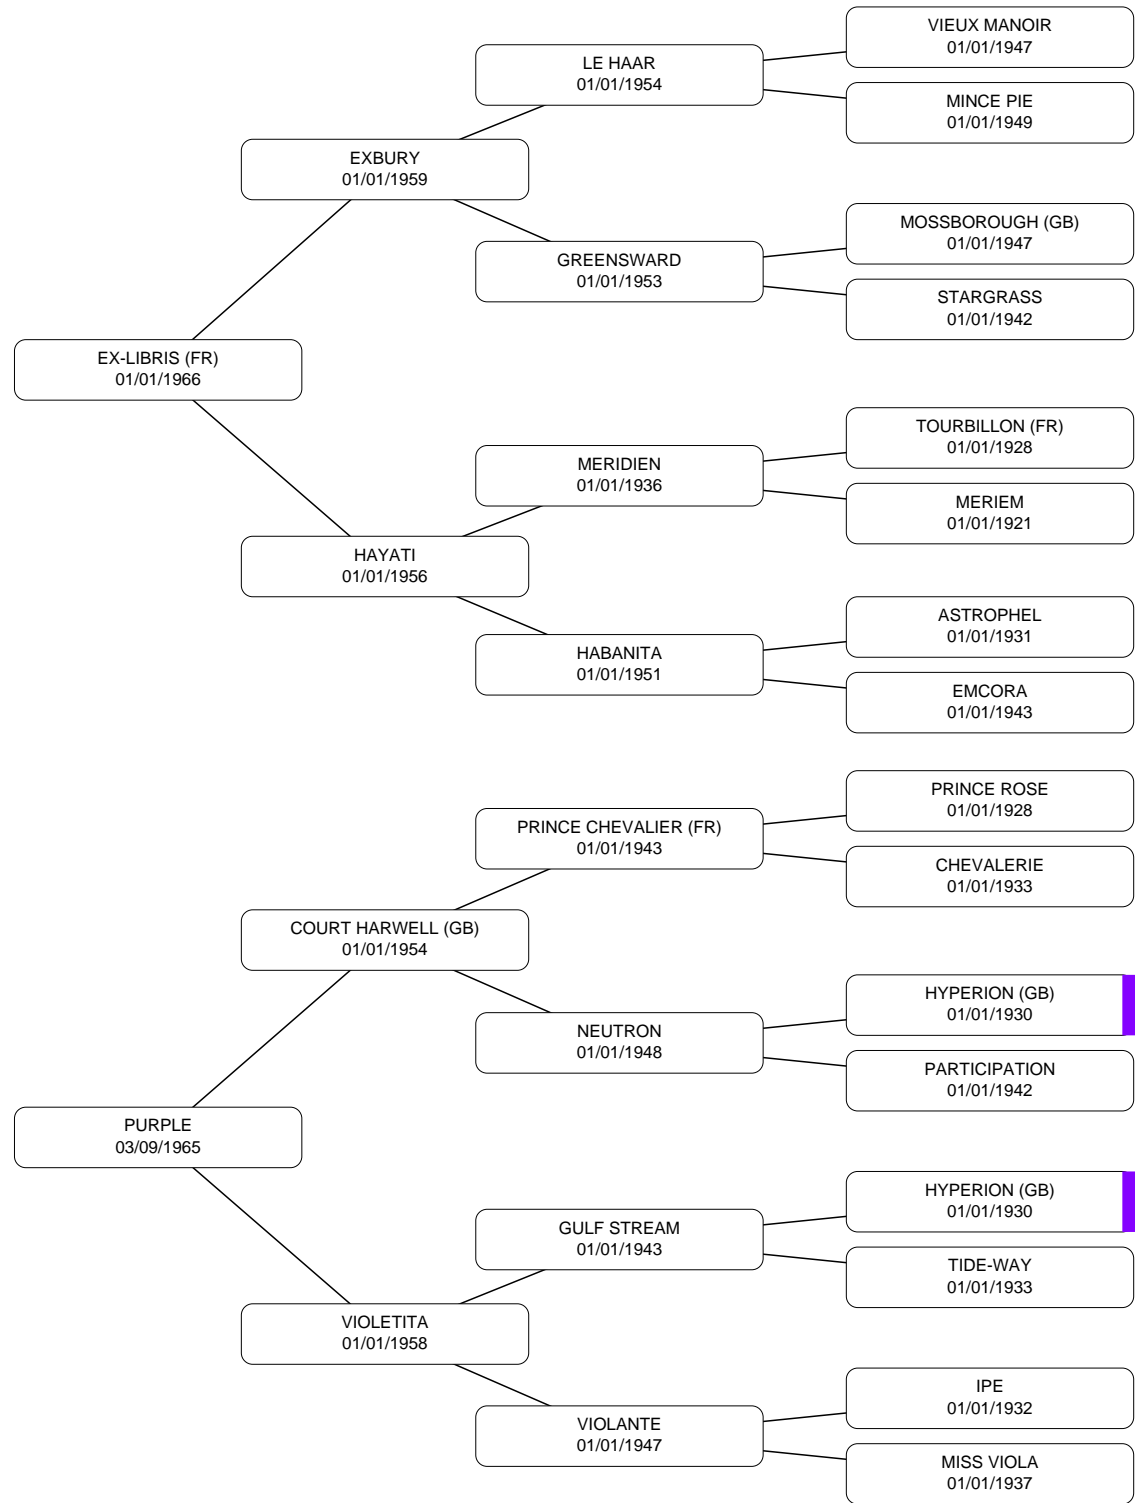 VIEUX MANOIR
01/01/1947
LE HAAR
01/01/1954
MINCE PIE
01/01/1949
EXBURY
01/01/1959
MOSSBOROUGH (GB)
01/01/1947
GREENSWARD
01/01/1953
STARGRASS
01/01/1942
EX-LIBRIS (FR)
01/01/1966
TOURBILLON (FR)
01/01/1928
MERIDIEN
01/01/1936
MERIEM
01/01/1921
HAYATI
01/01/1956
ASTROPHEL
01/01/1931
HABANITA
01/01/1951
EMCORA
01/01/1943
PRINCE ROSE
01/01/1928
PRINCE CHEVALIER (FR)
01/01/1943
CHEVALERIE
01/01/1933
COURT HARWELL (GB)
01/01/1954
HYPERION (GB)
01/01/1930
NEUTRON
01/01/1948
PARTICIPATION
01/01/1942
PURPLE
03/09/1965
HYPERION (GB)
01/01/1930
GULF STREAM
01/01/1943
TIDE-WAY
01/01/1933
VIOLETITA
01/01/1958
IPE
01/01/1932
VIOLANTE
01/01/1947
MISS VIOLA
01/01/1937